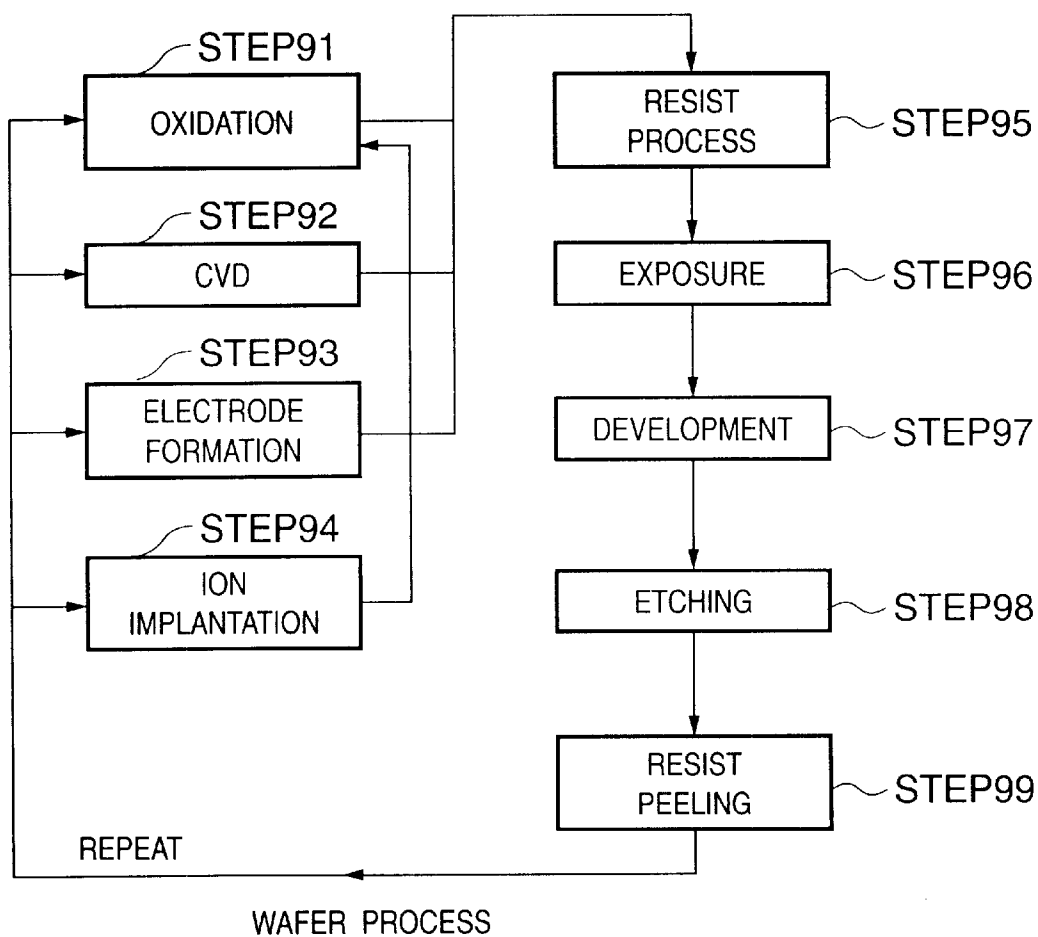 STEP91
OXIDATION
STEP92
CVD
STEP93
ELECTRODE
FORMATION
STEP94
ION
IMPLANTATION
RESIST
PROCESS
STEP95
EXPOSURE
STEP96
DEVELOPMENT
STEP97
ETCHING
STEP98
RESIST
PEELING
STEP99
REPEAT
WAFER PROCESS